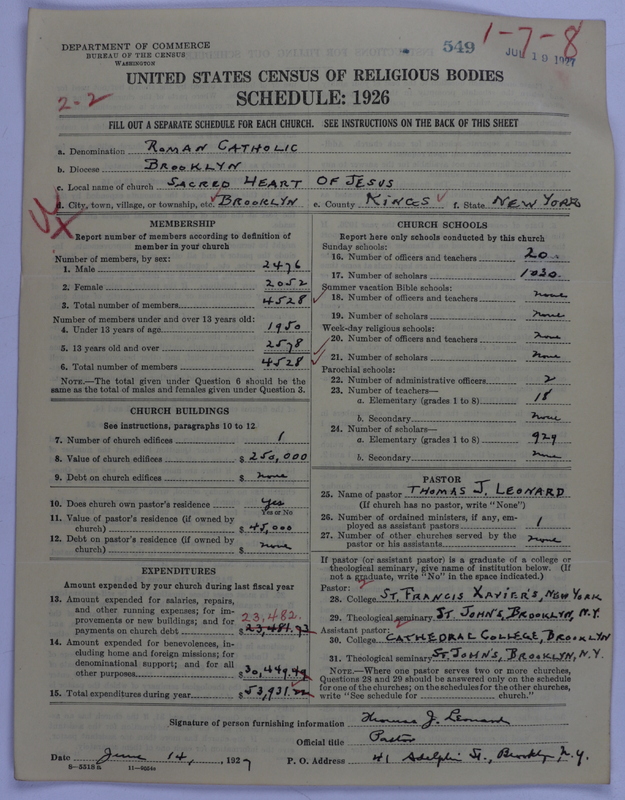 DEPARTMENT OF COMMERCE
BUREAU OF THE CENSUS
WASHINGTON
549
1-7-8
JUL 19 1927
UNITED STATES CENSUS OF RELIGIOUS BODIES
SCHEDULE: 1926
2-2
FILL OUT A SEPARATE SCHEDULE FOR EACH CHURCH. SEE INSTRUCTIONS ON THE BACK OF THIS SHEET
a. Denomination ROMAN CATHOLIC
b. Diocese BROOKLYN
c. Local name of church SACRED HEART OF JESUS
d. City, town, village, or township, etc. BROOKLYN e. County KINGS f. State NEW YORK
MEMBERSHIP
Report number of members according to definition of
member in your church
Number of members, by sex:
1. Male 2476
2. Female 2052
3. Total number of members 4528
Number of members under and over 13 years old:
4. Under 13 years of age 1950
5. 13 years old and over 2578
6. Total number of members 4528
NOTE.—The total given under Question 6 should be the
same as the total of males and females given under Question 3.
CHURCH BUILDINGS
See instructions, paragraphs 10 to 12
7. Number of church edifices 1
8. Value of church edifices $ 250,000
9. Debt on church edifices $ none
10. Does church own pastor's residence yes
Yes or No
11. Value of pastor's residence (if owned by
church) $ 45,000
12. Debt on pastor's residence (if owned by
church) $ none
EXPENDITURES
Amount expended by your church during last fiscal year
13. Amount expended for salaries, repairs,
and other running expenses; for im-
provements or new buildings; and for
23,482.
payments on church debt $ 23,481.73
14. Amount expended for benevolences, in-
cluding home and foreign missions; for
denominational support; and for all
other purposes $ 30,449.49
15. Total expenditures during year $ 53,931.22
CHURCH SCHOOLS
Report here only schools conducted by this church
Sunday schools:
16. Number of officers and teachers 20
17. Number of scholars 1030
Summer vacation Bible schools:
18. Number of officers and teachers none
19. Number of scholars none
Week-day religious schools:
20. Number of officers and teachers none
21. Number of scholars none
Parochial schools:
22. Number of administrative officers 2
23. Number of teachers—
a. Elementary (grades 1 to 8) 18
b. Secondary none
24. Number of scholars—
a. Elementary (grades 1 to 8) 929
b. Secondary none
PASTOR
25. Name of pastor THOMAS J. LEONARD
(If church has no pastor, write "None")
26. Number of ordained ministers, if any, em-
ployed as assistant pastors 1
27. Number of other churches served by the
pastor or his assistants none
If pastor (or assistant pastor) is a graduate of a college or
theological seminary, give name of institution below. (If
not a graduate, write "No" in the space indicated.)
Pastor:
28. College ST. FRANCIS XAVIER'S, NEW YORK
29. Theological seminary ST. JOHN'S, BROOKLYN, N.Y.
Assistant pastor:
30. College CATHEDRAL COLLEGE, BROOKLYN
31. Theological seminary ST. JOHN'S, BROOKLYN, N.Y.
NOTE.—Where one pastor serves two or more churches,
Questions 28 and 29 should be answered only on the schedule
for one of the churches; on the schedules for the other churches,
write "See schedule for church."
Signature of person furnishing information Thomas J. Leonard
Official title Pastor
Date June 14, 1927 P. O. Address 41 Adelphi St., Brooklyn N.Y.